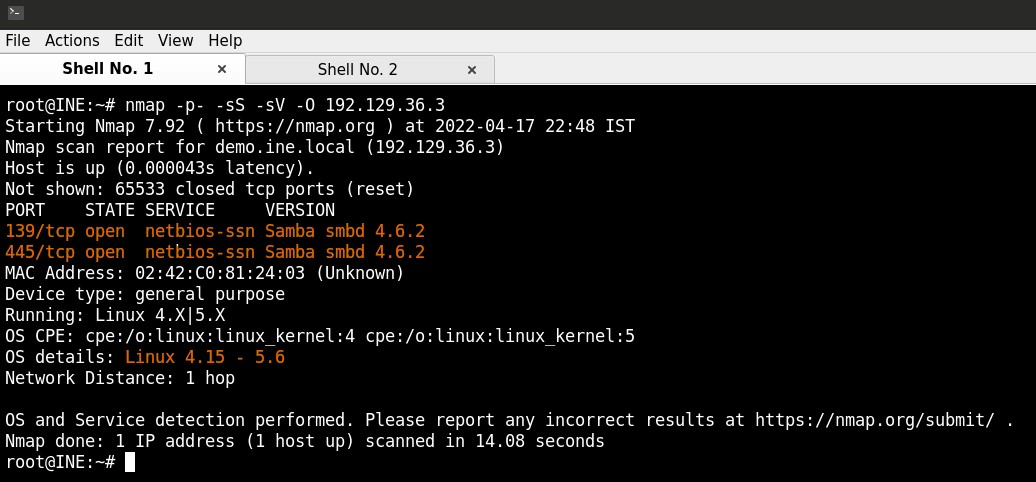 File Actions Edit View Help
Shell No. 1 × Shell No. 2 ×
root@INE:~# nmap -p- -sS -sV -O 192.129.36.3
Starting Nmap 7.92 ( https://nmap.org ) at 2022-04-17 22:48 IST
Nmap scan report for demo.ine.local (192.129.36.3)
Host is up (0.000043s latency).
Not shown: 65533 closed tcp ports (reset)
PORT    STATE SERVICE     VERSION
139/tcp open  netbios-ssn Samba smbd 4.6.2
445/tcp open  netbios-ssn Samba smbd 4.6.2
MAC Address: 02:42:C0:81:24:03 (Unknown)
Device type: general purpose
Running: Linux 4.X|5.X
OS CPE: cpe:/o:linux:linux_kernel:4 cpe:/o:linux:linux_kernel:5
OS details: Linux 4.15 - 5.6
Network Distance: 1 hop
OS and Service detection performed. Please report any incorrect results at https://nmap.org/submit/ .
Nmap done: 1 IP address (1 host up) scanned in 14.08 seconds
root@INE:~#